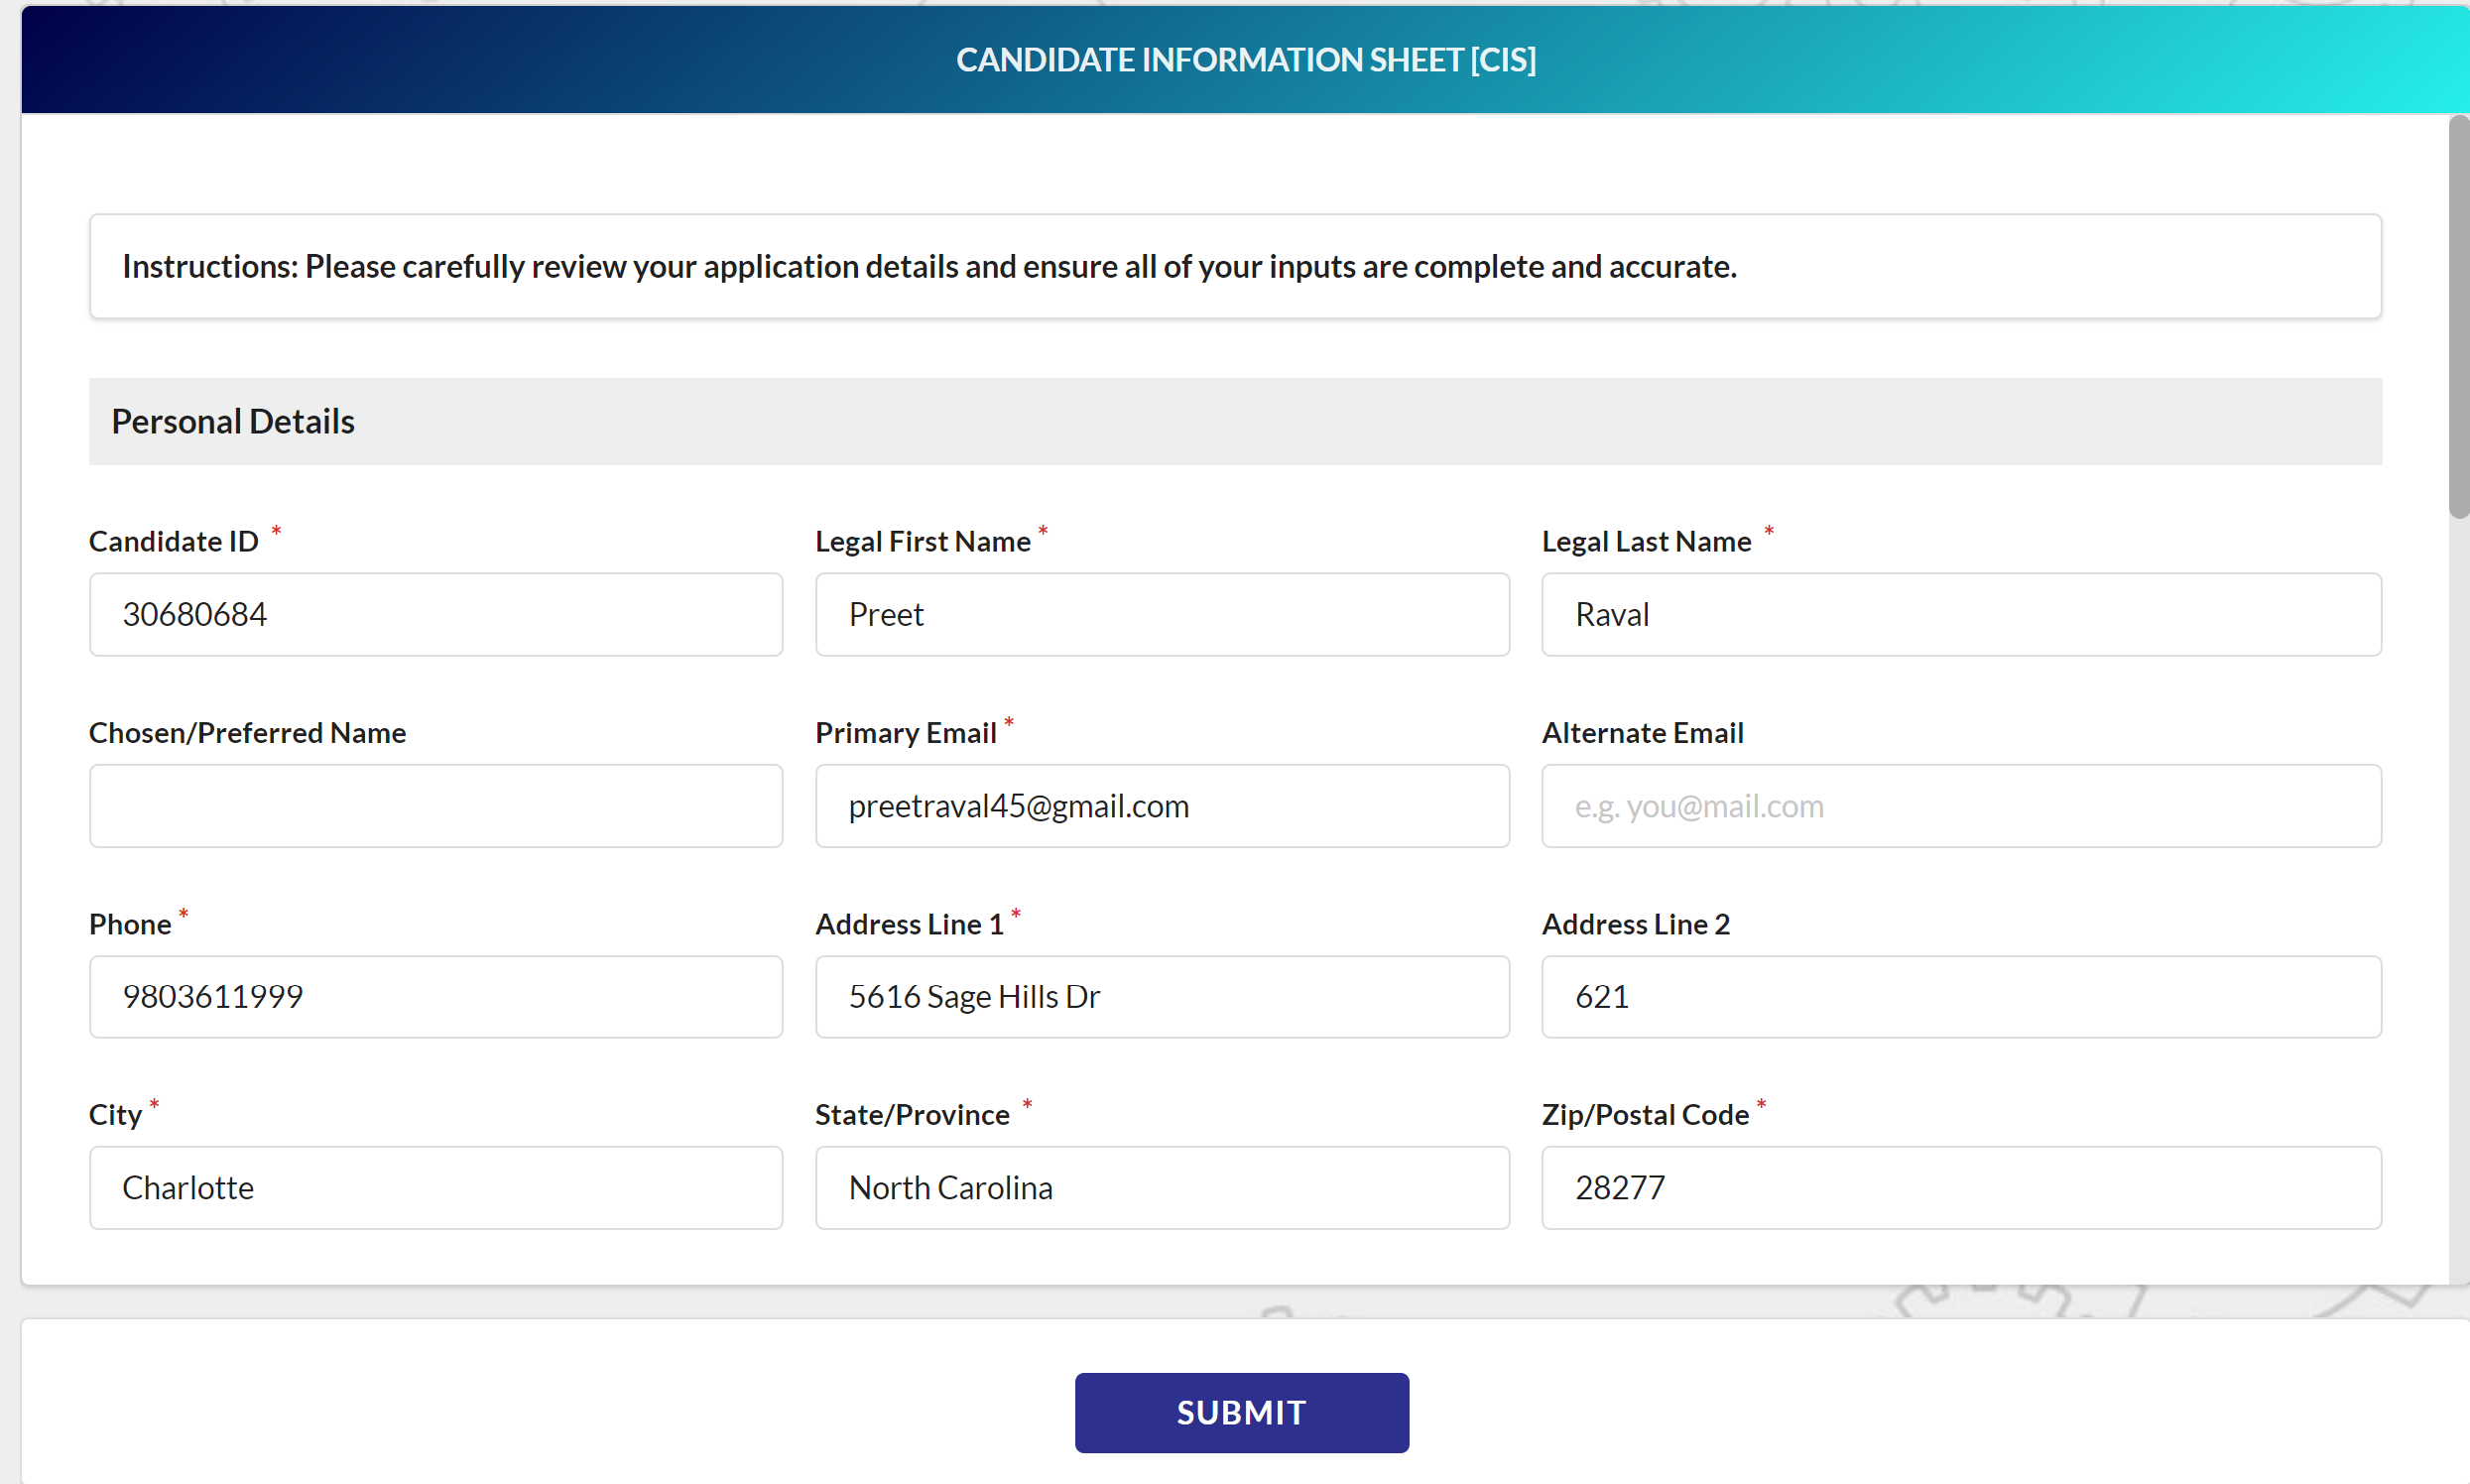 CANDIDATE INFORMATION SHEET [CIS]
Instructions: Please carefully review your application details and ensure all of your inputs are complete and accurate.
Personal Details
Candidate ID * Legal First Name * Legal Last Name *
30680684 Preet Raval
Chosen/Preferred Name Primary Email * Alternate Email
preetraval45@gmail.com e.g. you@mail.com
Phone * Address Line 1 * Address Line 2
9803611999 5616 Sage Hills Dr 621
City * State/Province * Zip/Postal Code *
Charlotte North Carolina 28277
SUBMIT